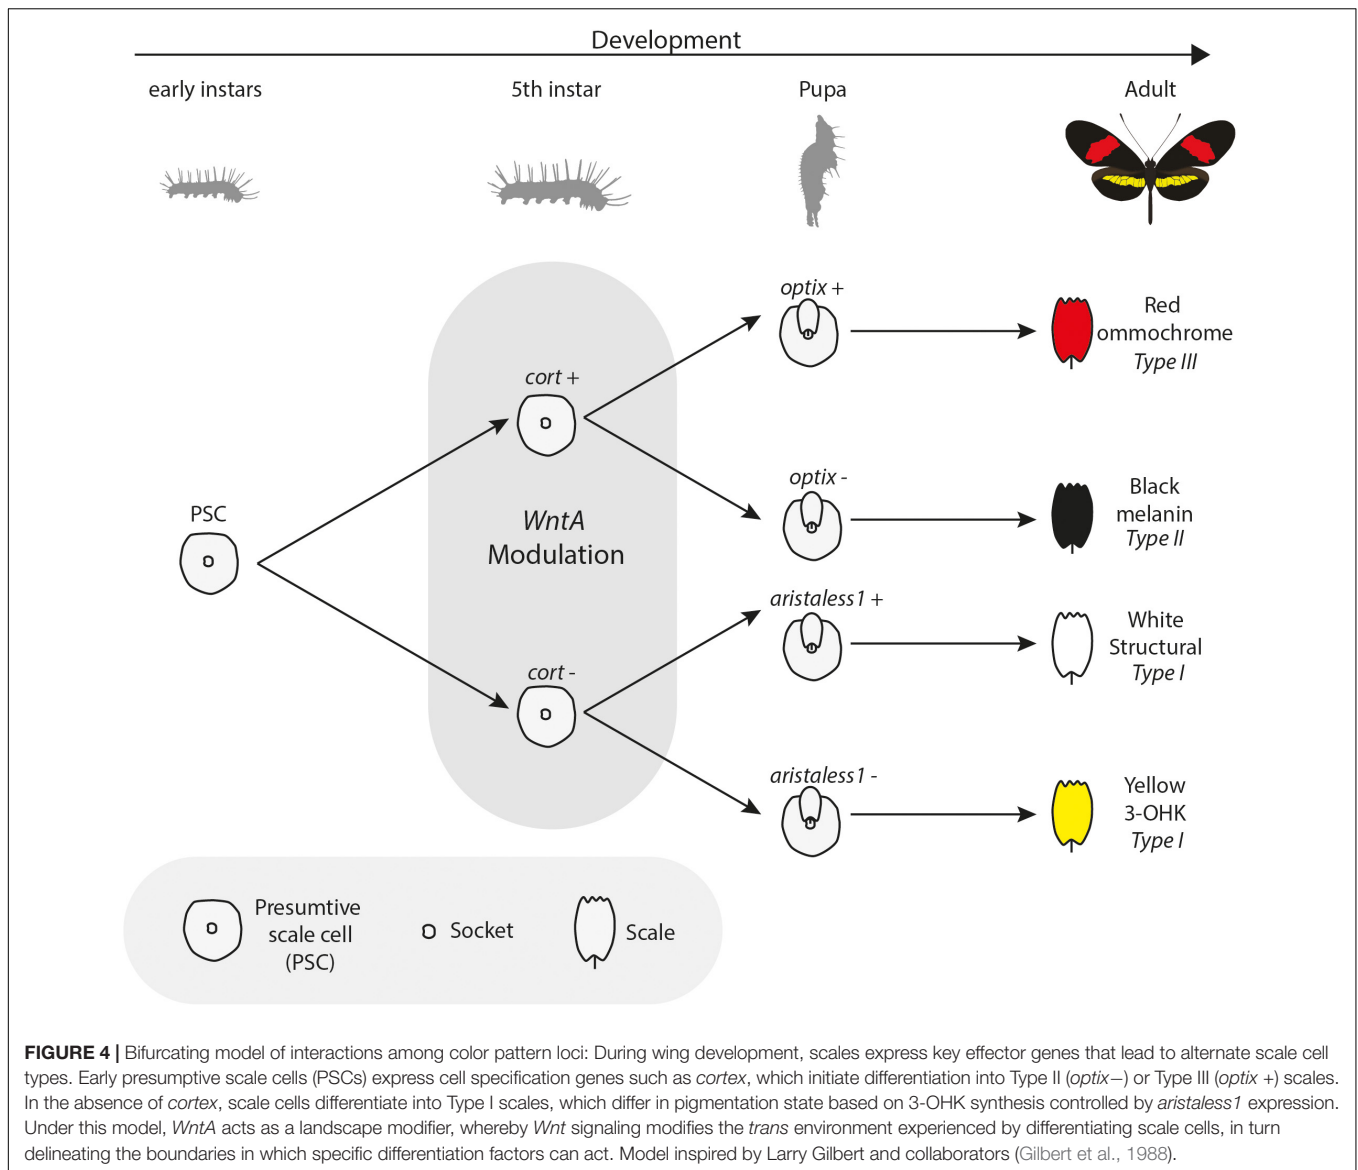 Development
early instars
5th instar
Pupa
Adult
optix +
Red
ommochrome
Type III
cort +
optix -
Black
melanin
Type II
PSC
WntA
Modulation
aristaless1 +
White
Structural
Type I
cort -
aristaless1 -
Yellow
3-OHK
Type I
Presumtive
scale cell
(PSC)
Socket
Scale
FIGURE 4 | Bifurcating model of interactions among color pattern loci: During wing development, scales express key effector genes that lead to alternate scale cell
types. Early presumptive scale cells (PSCs) express cell specification genes such as cortex, which initiate differentiation into Type II (optix−) or Type III (optix +) scales.
In the absence of cortex, scale cells differentiate into Type I scales, which differ in pigmentation state based on 3-OHK synthesis controlled by aristaless1 expression.
Under this model, WntA acts as a landscape modifier, whereby Wnt signaling modifies the trans environment experienced by differentiating scale cells, in turn
delineating the boundaries in which specific differentiation factors can act. Model inspired by Larry Gilbert and collaborators (Gilbert et al., 1988).